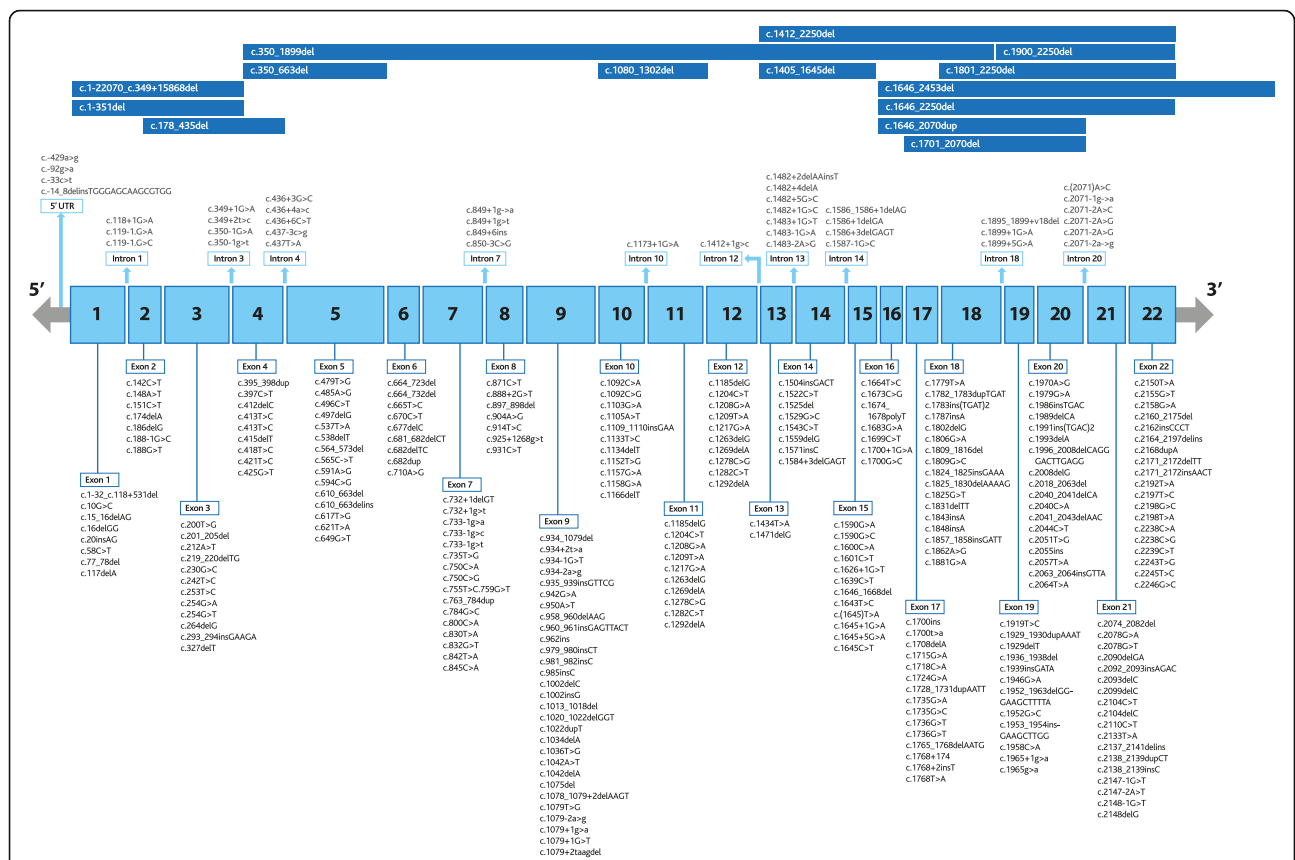 c.1412_2250del
c.350_1899del
c.1900_2250del
c.350_663del
c.1080_1302del
c.1405_1645del
c.1801_2250del
c.1-22070_c.349+15868del
c.1646_2453del
c.1-351del
c.1646_2250del
c.178_435del
c.1646_2070dup
c.1701_2070del
c.-429a>g
c.-92g>a
c.-33c>t
c.-14_8delinsTGGGAGCAAGCGTGG
5' UTR
c.118+1G>A
c.119-1.G>A
c.119-1.G>C
Intron 1
c.349+1G>A
c.349+2t>c
c.350-1G>A
c.350-1g>t
Intron 3
c.436+3G>C
c.436+4a>c
c.436+6C>T
c.437-3c>g
c.437T>A
Intron 4
c.849+1g->a
c.849+1g>t
c.849+6ins
c.850-3C>G
Intron 7
c.1173+1G>A
Intron 10
c.1412+1g>c
Intron 12
c.1482+2delAAinsT
c.1482+4delA
c.1482+5G>C
c.1482+1G>C
c.1483+1G>T
c.1483-1G>A
c.1483-2A>G
Intron 13
c.1586_1586+1delAG
c.1586+1delGA
c.1586+3delGAGT
c.1587-1G>C
Intron 14
c.1895_1899+v18del
c.1899+1G>A
c.1899+5G>A
Intron 18
c.(2071)A>C
c.2071-1g->a
c.2071-2A>C
c.2071-2A>G
c.2071-2A>G
c.2071-2a->g
Intron 20
5’
1 2 3 4 5 6 7 8 9 10 11 12 13 14 15 16 17 18 19 20 21 22
3’
Exon 1
c.1-32_c.118+531del
c.10G>C
c.15_16delAG
c.16delGG
c.20insAG
c.58C>T
c.77_78del
c.117delA
Exon 2
c.142C>T
c.148A>T
c.151C>T
c.174delA
c.186delG
c.188-1G>C
c.188G>T
Exon 3
c.200T>G
c.201_205del
c.212A>T
c.219_220delTG
c.230G>C
c.242T>C
c.253T>C
c.254G>A
c.254G>T
c.264delG
c.293_294insGAAGA
c.327delT
Exon 4
c.395_398dup
c.397C>T
c.412delC
c.413T>C
c.413T>C
c.415delT
c.418T>C
c.421T>C
c.425G>T
Exon 5
c.479T>G
c.485A>G
c.496C>T
c.497delG
c.537T>A
c.538delT
c.564_573del
c.565C->T
c.591A>G
c.594C>G
c.610_663del
c.610_663delins
c.617T>G
c.621T>A
c.649G>T
Exon 6
c.664_723del
c.664_732del
c.665T>C
c.670C>T
c.677delC
c.681_682delCT
c.682delTC
c.682dup
c.710A>G
Exon 7
c.732+1delGT
c.732+1g>t
c.733-1g>a
c.733-1g>c
c.733-1g>t
c.735T>G
c.750C>A
c.750C>G
c.755T>C.759G>T
c.763_784dup
c.784G>C
c.800C>A
c.830T>A
c.832G>T
c.842T>A
c.845C>A
Exon 8
c.871C>T
c.888+2G>T
c.897_898del
c.904A>G
c.914T>C
c.925+1268g>t
c.931C>T
Exon 9
c.934_1079del
c.934+2t>a
c.934-1G>T
c.934-2a>g
c.935_939insGTTCG
c.942G>A
c.950A>T
c.958_960delAAG
c.960_961insGAGTTACT
c.962ins
c.979_980insCT
c.981_982insC
c.985insC
c.1002delC
c.1002insG
c.1013_1018del
c.1020_1022delGGT
c.1022dupT
c.1034delA
c.1036T>G
c.1042A>T
c.1042delA
c.1075del
c.1078_1079+2delAAGT
c.1079T>G
c.1079-2a>g
c.1079+1g>a
c.1079+1G>T
c.1079+2taagdel
Exon 10
c.1092C>A
c.1092C>G
c.1103G>A
c.1105A>T
c.1109_1110insGAA
c.1133T>C
c.1134delT
c.1152T>G
c.1157G>A
c.1158G>A
c.1166delT
Exon 11
c.1185delG
c.1204C>T
c.1208G>A
c.1209T>A
c.1217G>A
c.1263delG
c.1269delA
c.1278C>G
c.1282C>T
c.1292delA
Exon 12
c.1185delG
c.1204C>T
c.1208G>A
c.1209T>A
c.1217G>A
c.1263delG
c.1269delA
c.1278C>G
c.1282C>T
c.1292delA
Exon 13
c.1434T>A
c.1471delG
Exon 14
c.1504insGACT
c.1522C>T
c.1525del
c.1529G>C
c.1543C>T
c.1559delG
c.1571insC
c.1584+3delGAGT
Exon 15
c.1590G>A
c.1590G>C
c.1600C>A
c.1601C>T
c.1626+1G>T
c.1639C>T
c.1646_1668del
c.1643T>C
c.(1645)T>A
c.1645+1G>A
c.1645+5G>A
c.1645C>T
Exon 16
c.1664T>C
c.1673C>G
c.1674_
1678polyT
c.1683G>A
c.1699C>T
c.1700+1G>A
c.1700G>C
Exon 17
c.1700ins
c.1700t>a
c.1708delA
c.1715G>A
c.1718C>A
c.1724G>A
c.1728_1731dupAATT
c.1735G>A
c.1735G>C
c.1736G>T
c.1736G>T
c.1765_1768delAATG
c.1768+174
c.1768+2insT
c.1768T>A
Exon 18
c.1779T>A
c.1782_1783dupTGAT
c.1783ins(TGAT)2
c.1787insA
c.1802delG
c.1806G>A
c.1809_1816del
c.1809G>C
c.1824_1825insGAAA
c.1825_1830delAAAAG
c.1825G>T
c.1831delTT
c.1843insA
c.1848insA
c.1857_1858insGATT
c.1862A>G
c.1881G>A
Exon 19
c.1919T>C
c.1929_1930dupAAAT
c.1929delT
c.1936_1938del
c.1939insGATA
c.1946G>A
c.1952_1963delGG-
GAAGCTTTTA
c.1952G>C
c.1953_1954ins-
GAAGCTTGG
c.1958C>A
c.1965+1g>a
c.1965g>a
Exon 20
c.1970A>G
c.1979G>A
c.1986insTGAC
c.1989delCA
c.1991ins(TGAC)2
c.1993delA
c.1996_2008delCAGG
GACTTGAGG
c.2008delG
c.2018_2063del
c.2040_2041delCA
c.2040C>A
c.2041_2043delAAC
c.2044C>T
c.2051T>G
c.2055ins
c.2057T>A
c.2063_2064insGTTA
c.2064T>A
Exon 21
c.2074_2082del
c.2078G>A
c.2078G>T
c.2090delGA
c.2092_2093insAGAC
c.2093delC
c.2099delC
c.2104C>T
c.2104delC
c.2110C>T
c.2133T>A
c.2137_2141delins
c.2138_2139dupCT
c.2138_2139insC
c.2147-1G>T
c.2147-2A>T
c.2148-1G>T
c.2148delG
Exon 22
c.2150T>A
c.2155G>T
c.2158G>A
c.2160_2175del
c.2162insCCCT
c.2164_2197delins
c.2168dupA
c.2171_2172delTT
c.2171_2172insAACT
c.2192T>A
c.2197T>C
c.2198G>C
c.2198T>A
c.2238C>A
c.2238C>G
c.2239C>T
c.2243T>G
c.2245T>C
c.2246G>C